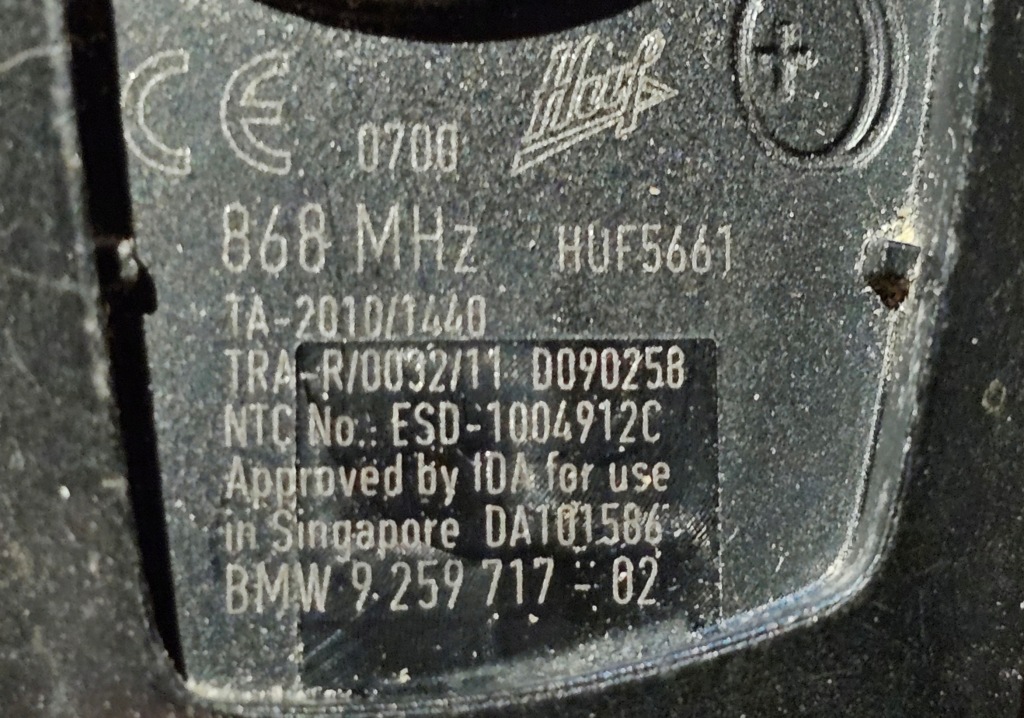 CE 0700 Huf +
868 MHz HUF5661
TA-2010/1440
TRA-R/0032/11 D090258
NTC No.: ESD-1004912C
Approved by IDA for use
in Singapore DA101586
BMW 9 259 717 - 02